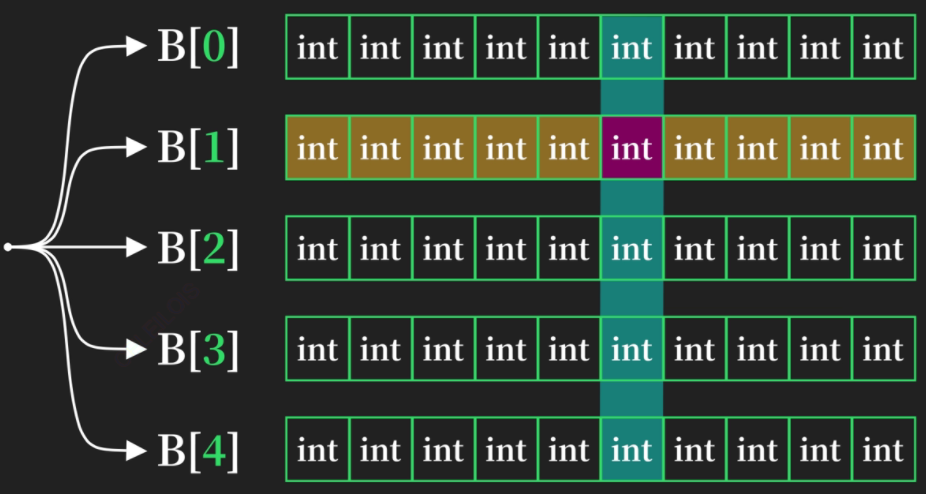 B[0] int int int int int int int int int int
B[1] int int int int int int int int int int
B[2] int int int int int int int int int int
B[3] int int int int int int int int int int
B[4] int int int int int int int int int int